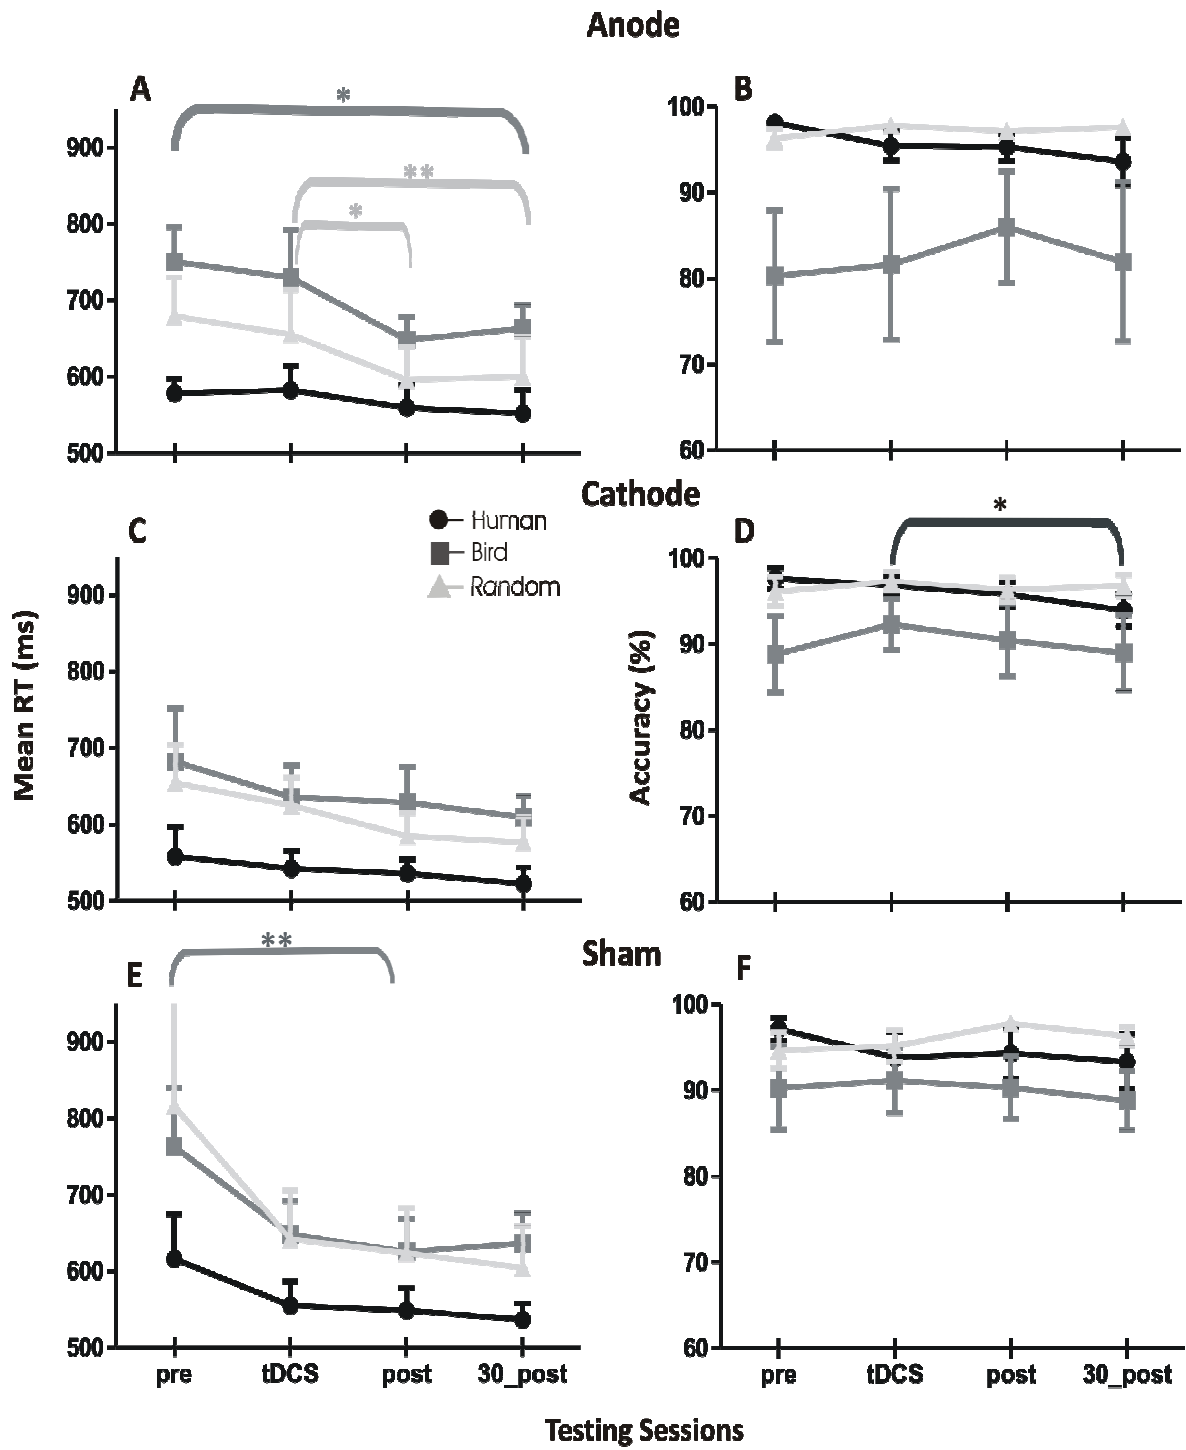 Anode
A
*
900
**
*
800
700
600
500
B
100
90
80
70
60
Cathode
C
Human
Bird
Random
900
800
700
600
500
Mean RT (ms)
D
*
100
90
80
70
60
Accuracy (%)
Sham
E
**
900
800
700
600
500
pre tDCS post 30_post
F
100
90
80
70
60
pre tDCS post 30_post
Testing Sessions